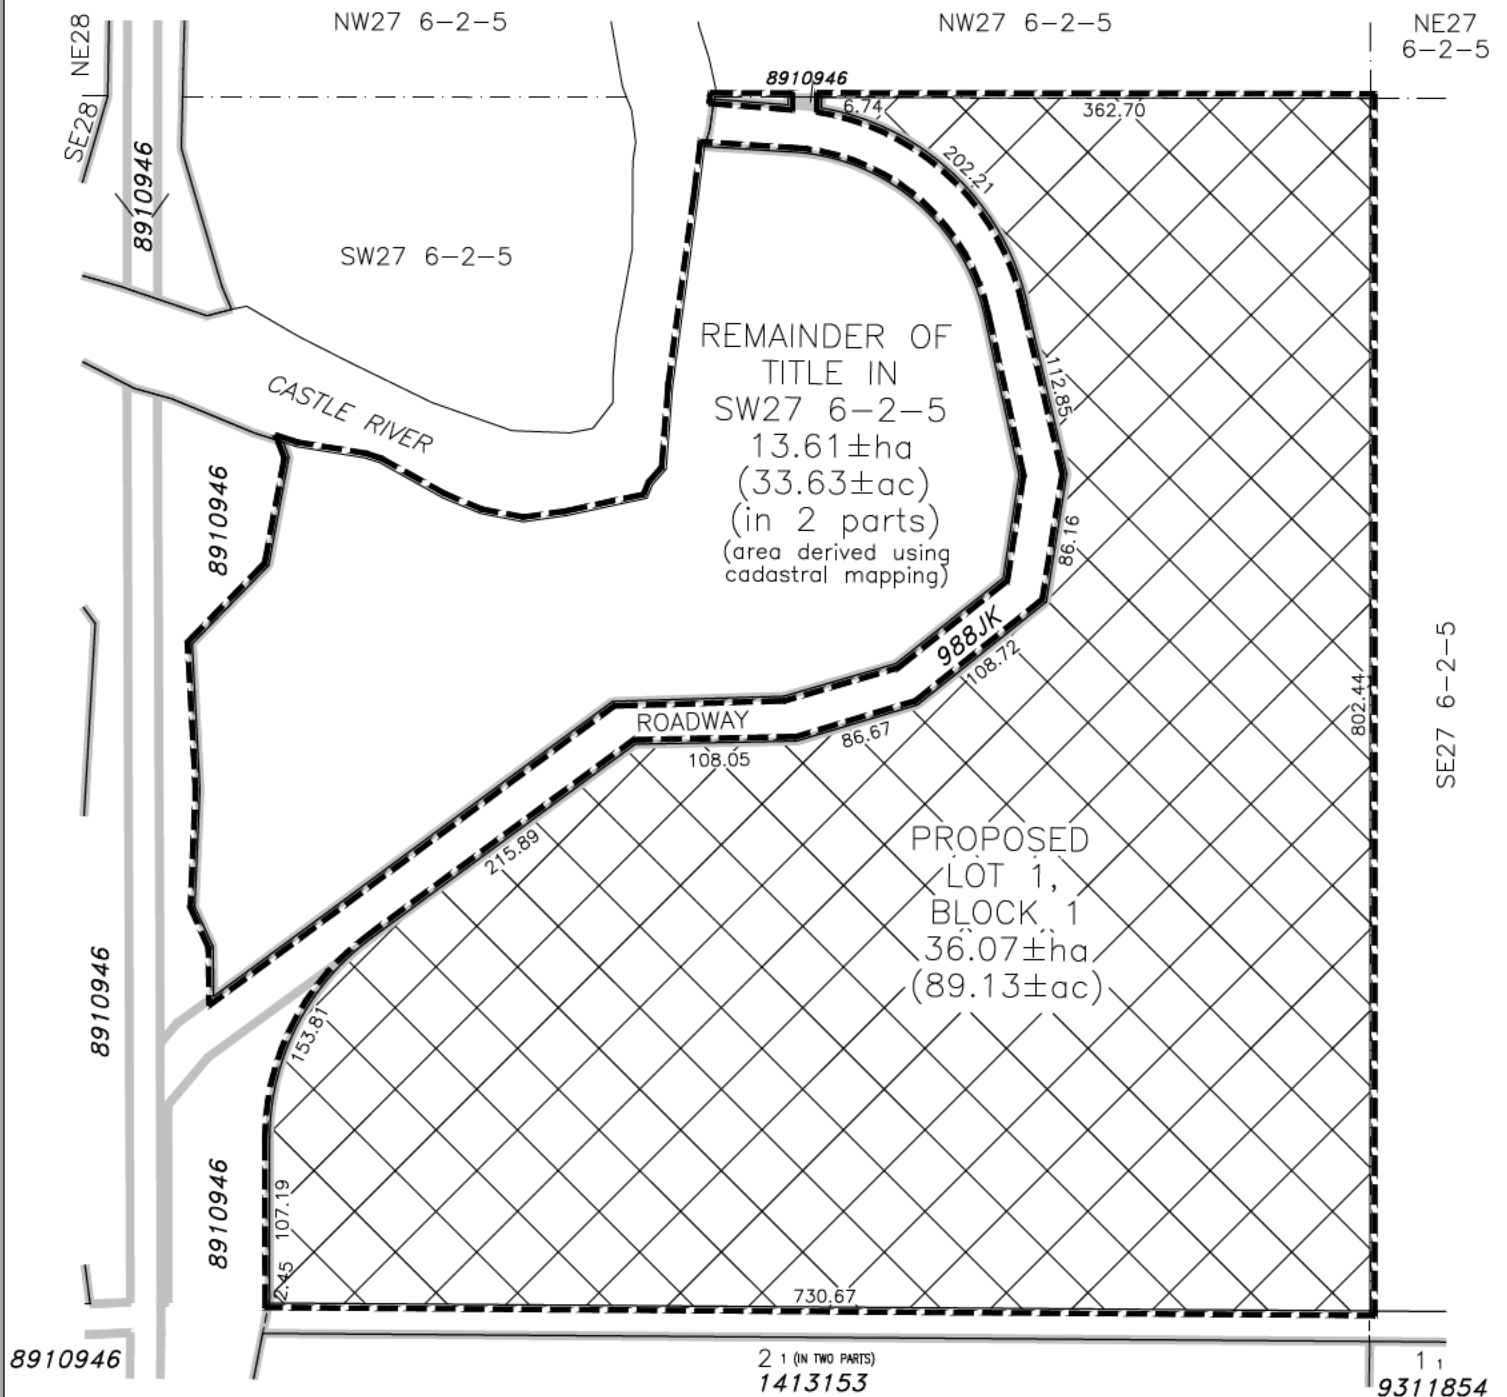 NW27 6-2-5
NW27 6-2-5
NE27
6-2-5
NE28
SE28
8910946
8910946
6.74
362.70
202.21
SW27 6-2-5
REMAINDER OF
TITLE IN
SW27 6-2-5
13.61±ha
(33.63±ac)
(in 2 parts)
(area derived using
cadastral mapping)
112.85
CASTLE RIVER
8910946
86.16
988JK
108.72
ROADWAY
86.67
108.05
802.44
SE27 6-2-5
215.89
PROPOSED
LOT 1,
BLOCK 1
36.07±ha
(89.13±ac)
8910946
153.81
8910946
107.19
2.45
730.67
8910946
2 1 (IN TWO PARTS)
1413153
1 1
9311854